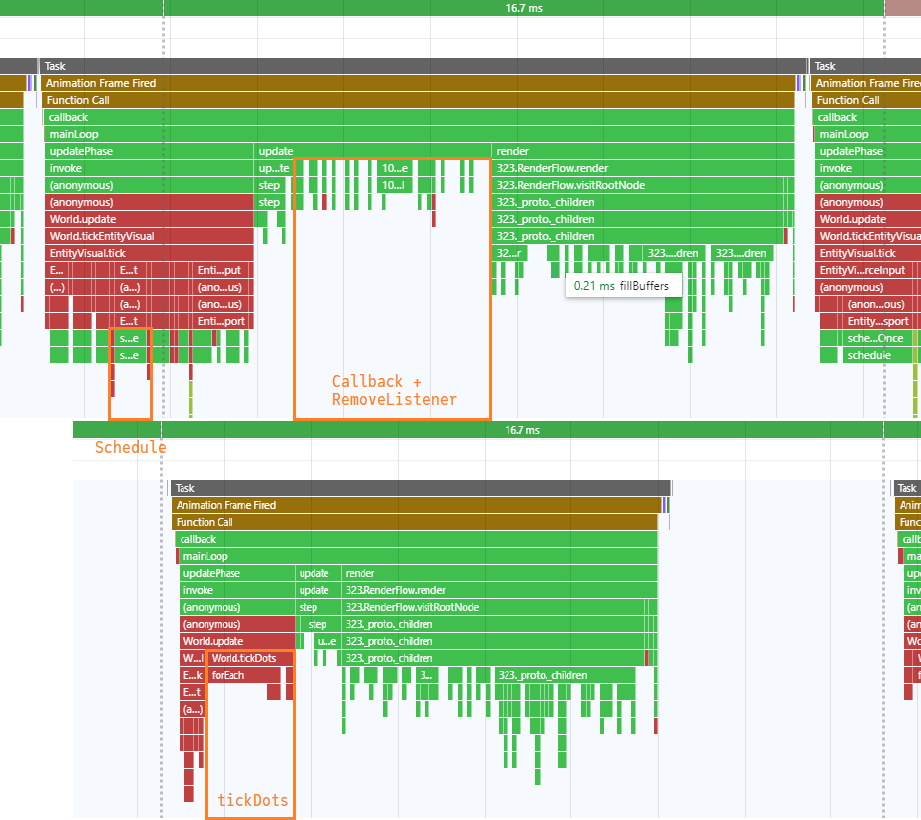 16.7 ms
Task Task
Animation Frame Fired Animation Frame Fire
Function Call Function Call
callback callback
mainLoop mainLoop
updatePhase update render updatePhase
invoke up...te 10...e 323.RenderFlow.render invoke
(anonymous) step 10...l 323.RenderFlow.visitRootNode (anonymous)
(anonymous) step 323._proto._children (anonymous)
World.update 323._proto._children World.update
World.tickEntityVisual 323._proto._children World.tickEntityVisua
EntityVisual.tick 32...r 323....dren 323....dren EntityVisual.tick
E... E...t Enti...put EntityVi...rceInput
(...) (a...) (ano...us) 0.21 ms fillBuffers (anonymous)
(a...) (ano...us) (anon...ous)
E...t Enti...port Entity...sport
s...e sche...Once
s...e schedule
Callback +
RemoveListener
16.7 ms
Schedule
Task Task
Animation Frame Fired Anim
Function Call Func
callback callb
mainLoop ma
updatePhase update render up
invoke update 323.RenderFlow.render inv
(anonymous) step 323.RenderFlow.visitRootNode (an
(anonymous) step 323._proto._children (an
World.update u...e 323._proto._children Wo
W...l World.tickDots 323._proto._children
E...k forEach 3... 323._proto._children
E...t
(a...)
tickDots